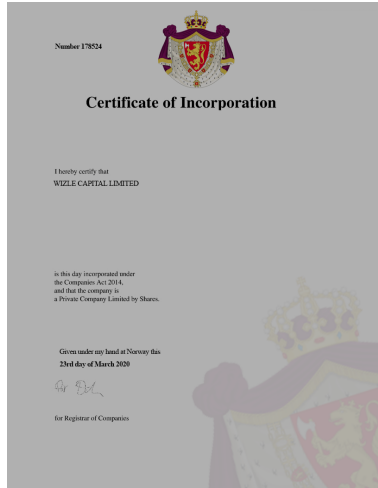 Number 178524
Certificate of Incorporation
I hereby certify that
WIZLE CAPITAL LIMITED
is this day incorporated under
the Companies Act 2014,
and that the company is
a Private Company Limited by Shares.
Given under my hand at Norway this
23rd day of March 2020
for Registrar of Companies